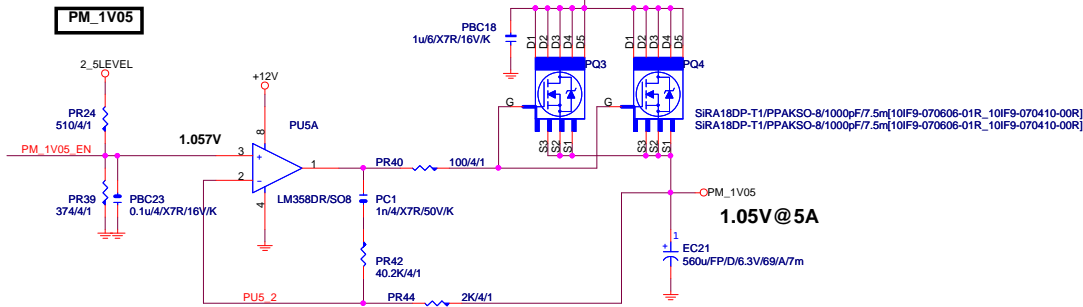 PM_1V05
PBC18
1u/6/X7R/16V/K
D1
D2
D3
D4
D5
D1
D2
D3
D4
D5
PQ3
PQ4
2_5LEVEL
+12V
PR24
510/4/1
8
PU5A
G
G
SiRA18DP-T1/PPAKSO-8/1000pF/7.5m[10IF9-070606-01R_10IF9-070410-00R]
SiRA18DP-T1/PPAKSO-8/1000pF/7.5m[10IF9-070606-01R_10IF9-070410-00R]
1.057V
PM_1V05_EN
3
+
1
PR40
100/4/1
S3
S2
S1
S3
S2
S1
2
-
4
PR39
374/4/1
PBC23
0.1u/4/X7R/16V/K
LM358DR/SO8
PC1
1n/4/X7R/50V/K
PM_1V05
1.05V@5A
1
+
EC21
560u/FP/D/6.3V/69/A/7m
PR42
40.2K/4/1
PU5_2
PR44
2K/4/1